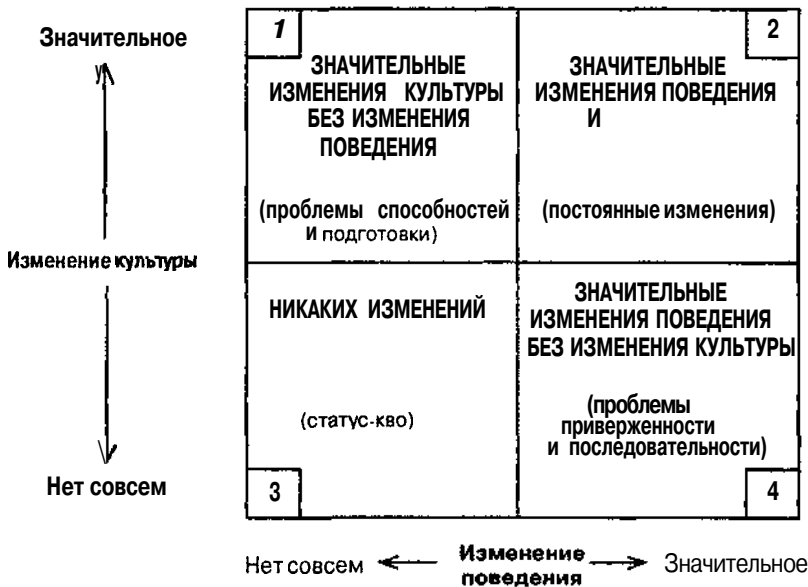 Значительное
Изменение культуры
Нет совсем
1
ЗНАЧИТЕЛЬНЫЕ
ИЗМЕНЕНИЯ КУЛЬТУРЫ
БЕЗ ИЗМЕНЕНИЯ
ПОВЕДЕНИЯ
(проблемы способностей
и подготовки)
2
ЗНАЧИТЕЛЬНЫЕ
ИЗМЕНЕНИЯ ПОВЕДЕНИЯ
И
(постоянные изменения)
НИКАКИХ ИЗМЕНЕНИЙ
(статус-кво)
3
ЗНАЧИТЕЛЬНЫЕ
ИЗМЕНЕНИЯ ПОВЕДЕНИЯ
БЕЗ ИЗМЕНЕНИЯ КУЛЬТУРЫ
(проблемы
приверженности
и последовательности)
4
Нет совсем
Изменение
поведения
Значительное